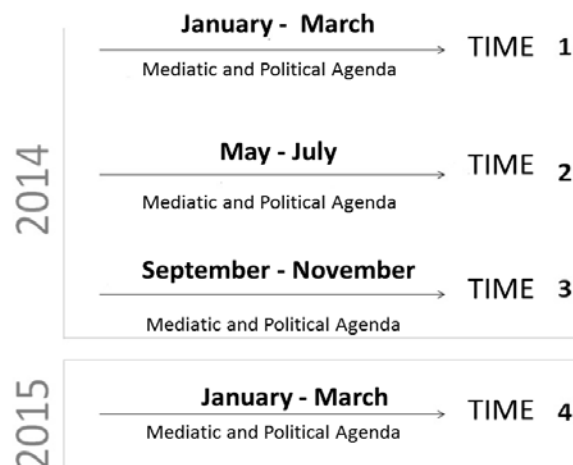 2014
January - March
Mediatic and Political Agenda
TIME 1
May - July
Mediatic and Political Agenda
TIME 2
September - November
Mediatic and Political Agenda
TIME 3
2015
January - March
Mediatic and Political Agenda
TIME 4